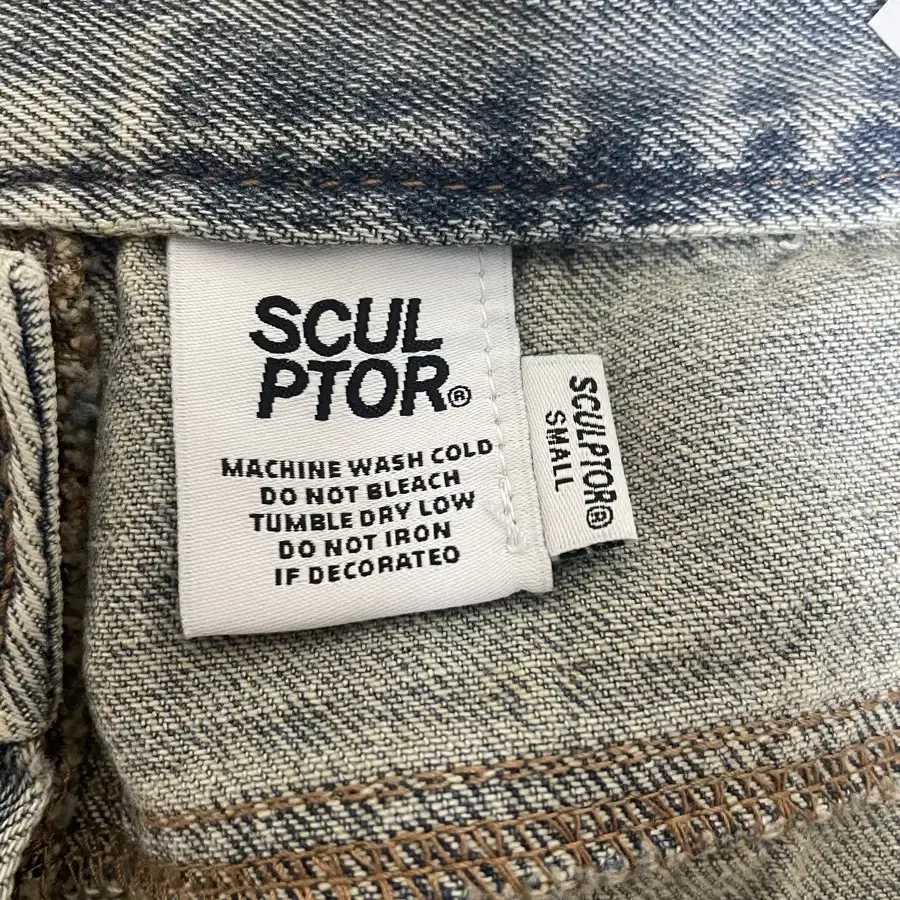 SCUL
PTOR®
MACHINE WASH COLD
DO NOT BLEACH
TUMBLE DRY LOW
DO NOT IRON
IF DECORATED
SCULPTOR®
SMALL